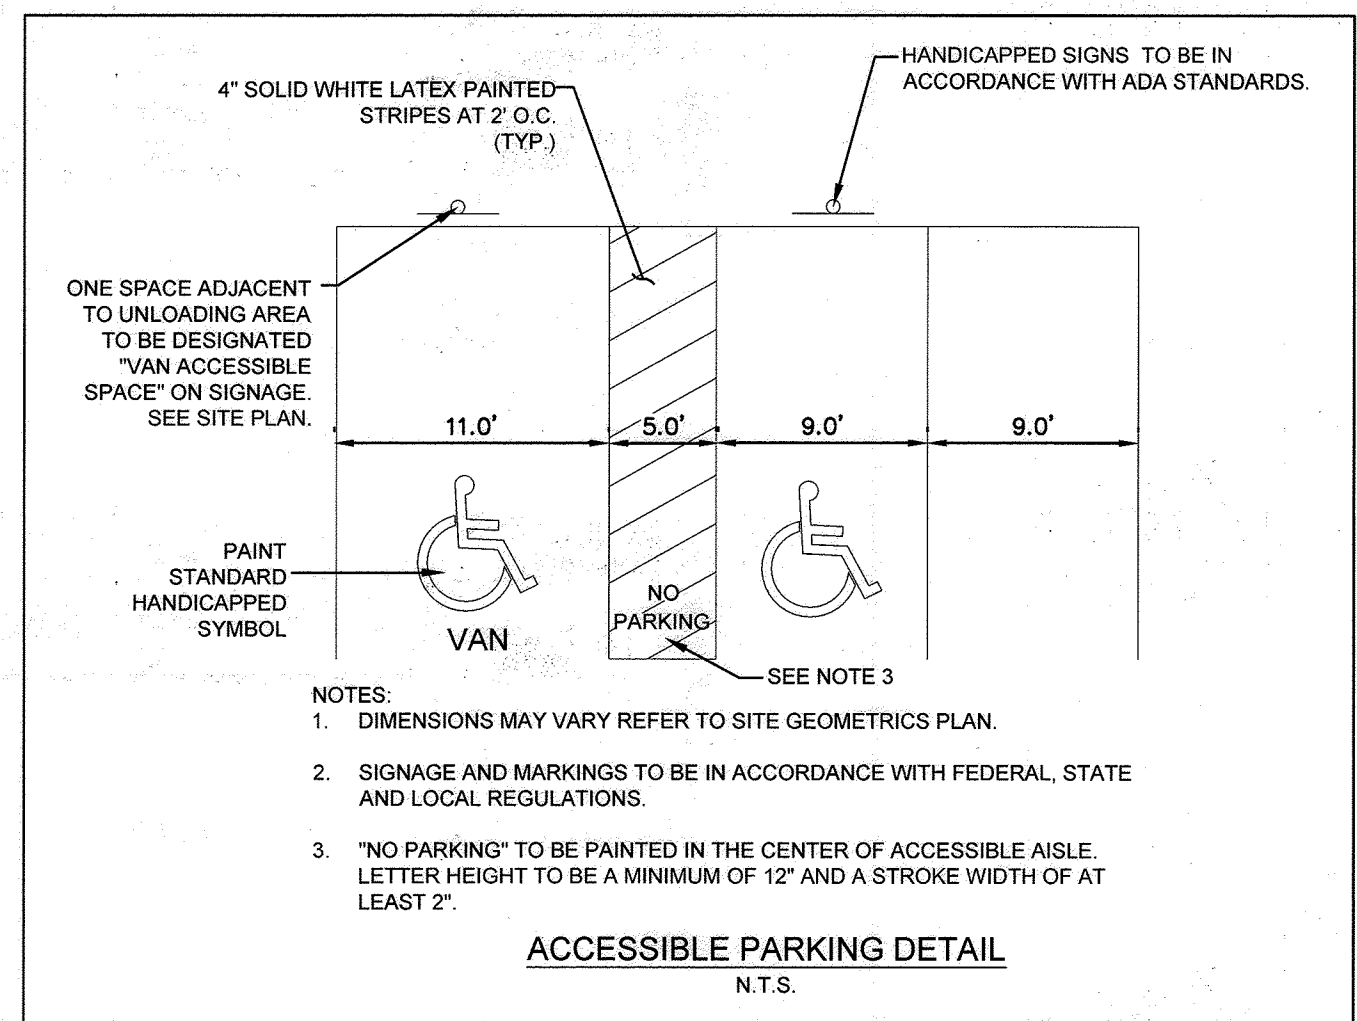 4" SOLID WHITE LATEX PAINTED
STRIPES AT 2' O.C.
(TYP.)
HANDICAPPED SIGNS TO BE IN
ACCORDANCE WITH ADA STANDARDS.
ONE SPACE ADJACENT
TO UNLOADING AREA
TO BE DESIGNATED
"VAN ACCESSIBLE
SPACE" ON SIGNAGE.
SEE SITE PLAN.
11.0' 5.0' 9.0' 9.0'
PAINT
STANDARD
HANDICAPPED
SYMBOL
VAN
NO
PARKING
SEE NOTE 3
NOTES:
1. DIMENSIONS MAY VARY REFER TO SITE GEOMETRICS PLAN.
2. SIGNAGE AND MARKINGS TO BE IN ACCORDANCE WITH FEDERAL, STATE
AND LOCAL REGULATIONS.
3. "NO PARKING" TO BE PAINTED IN THE CENTER OF ACCESSIBLE AISLE.
LETTER HEIGHT TO BE A MINIMUM OF 12" AND A STROKE WIDTH OF AT
LEAST 2".
ACCESSIBLE PARKING DETAIL
N.T.S.